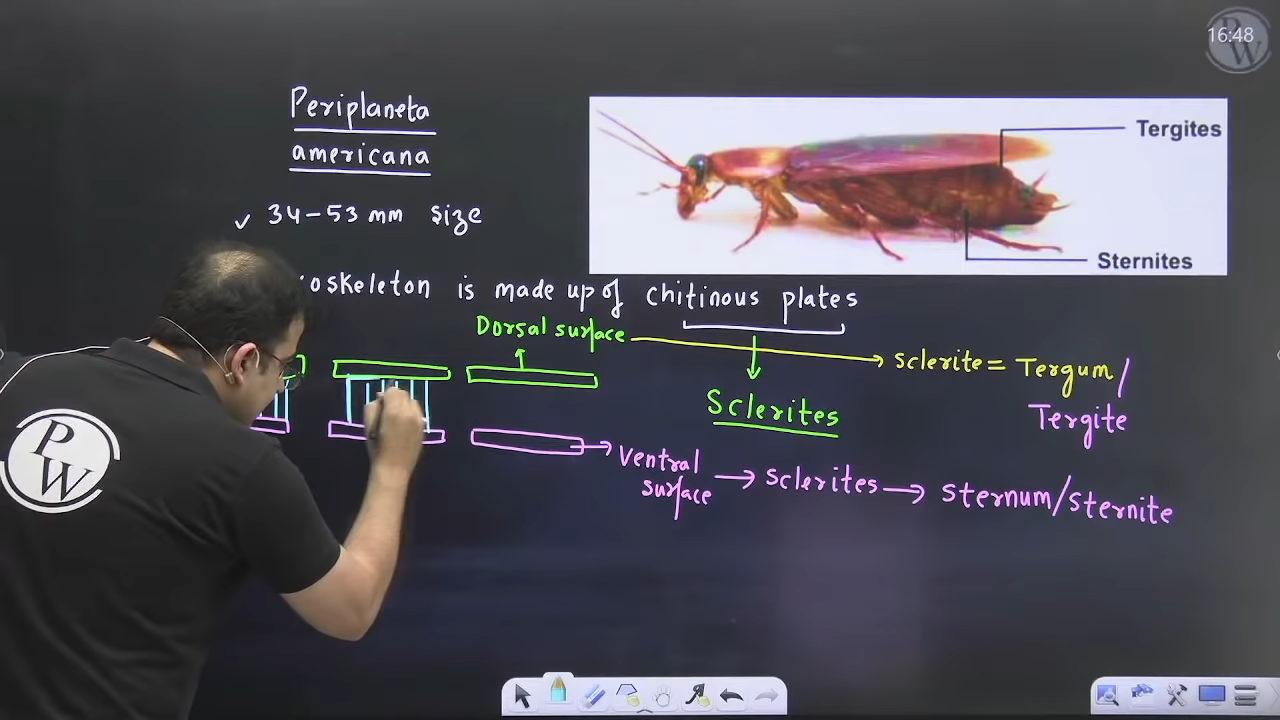 16:48
PW
Periplaneta
americana
Tergites
✓ 34-53 mm size
Sternites
oskeleton is made up of chitinous plates
Dorsal surface → sclerite = Tergum/
Tergite
Sclerites
Ventral
surface → sclerites → sternum/sternite
PW